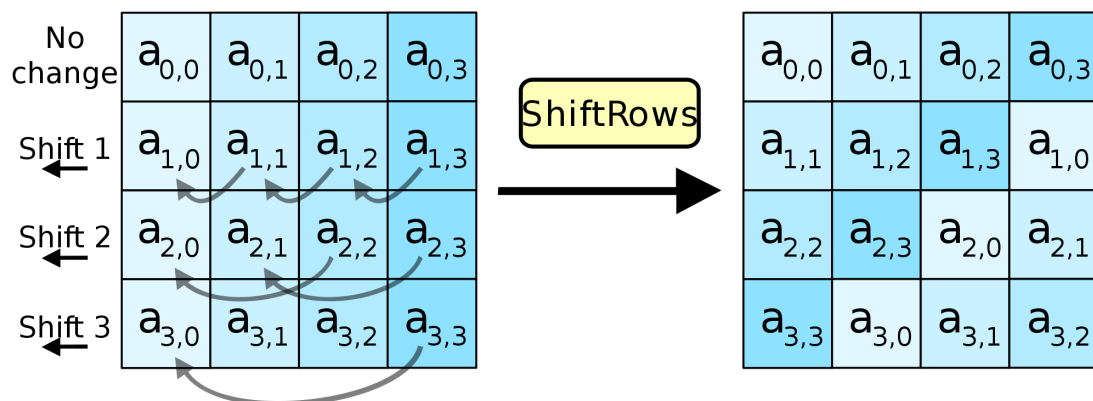 No
change
a0,0 a0,1 a0,2 a0,3
ShiftRows
a0,0 a0,1 a0,2 a0,3
Shift 1
a1,0 a1,1 a1,2 a1,3
a1,1 a1,2 a1,3 a1,0
Shift 2
a2,0 a2,1 a2,2 a2,3
a2,2 a2,3 a2,0 a2,1
Shift 3
a3,0 a3,1 a3,2 a3,3
a3,3 a3,0 a3,1 a3,2